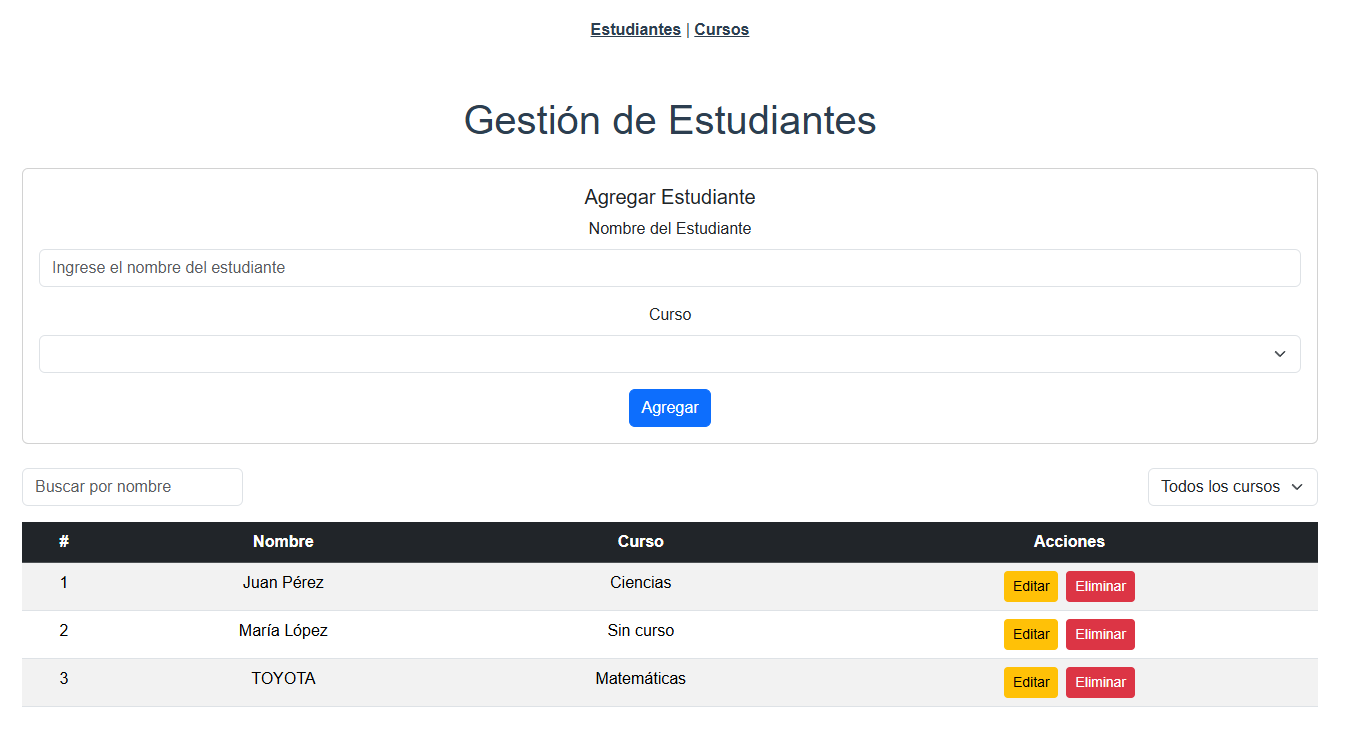 Estudiantes | Cursos
Gestión de Estudiantes
Agregar Estudiante
Nombre del Estudiante
Ingrese el nombre del estudiante
Curso
Agregar
Buscar por nombre Todos los cursos
# Nombre Curso Acciones
1 Juan Pérez Ciencias Editar Eliminar
2 María López Sin curso Editar Eliminar
3 TOYOTA Matemáticas Editar Eliminar